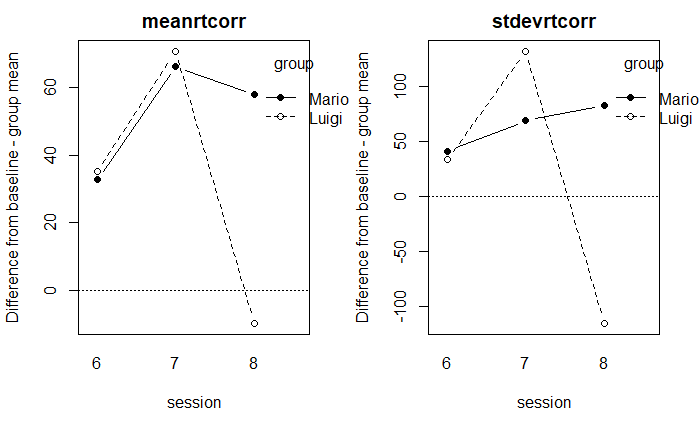 meanrtcorr
Difference from baseline - group mean
60
40
20
0
group
Mario
Luigi
6 7 8
session
stdevrtcorr
Difference from baseline - group mean
100
50
0
-50
-100
group
Mario
Luigi
6 7 8
session